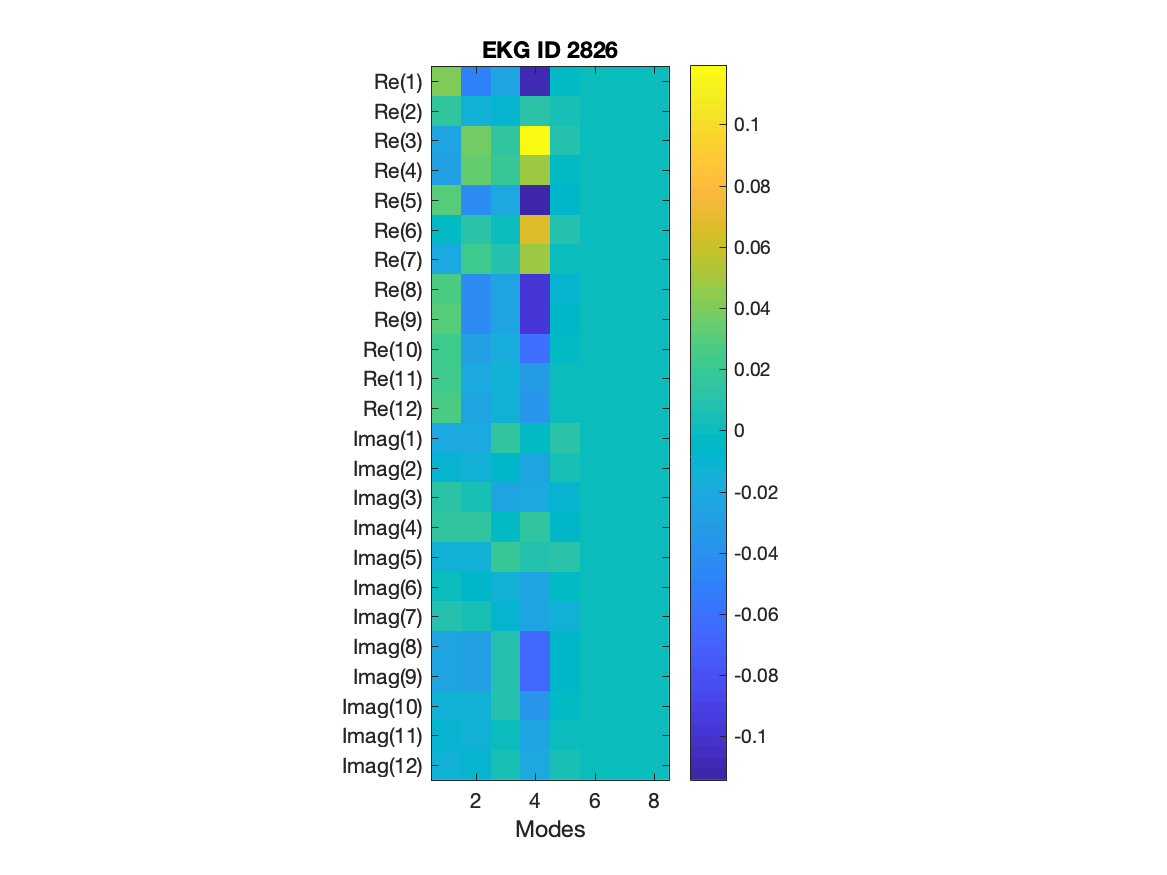 EKG ID 2826
Re(1)
Re(2)
Re(3)
Re(4)
Re(5)
Re(6)
Re(7)
Re(8)
Re(9)
Re(10)
Re(11)
Re(12)
Imag(1)
Imag(2)
Imag(3)
Imag(4)
Imag(5)
Imag(6)
Imag(7)
Imag(8)
Imag(9)
Imag(10)
Imag(11)
Imag(12)
2 4 6 8
Modes
0.1
0.08
0.06
0.04
0.02
0
-0.02
-0.04
-0.06
-0.08
-0.1